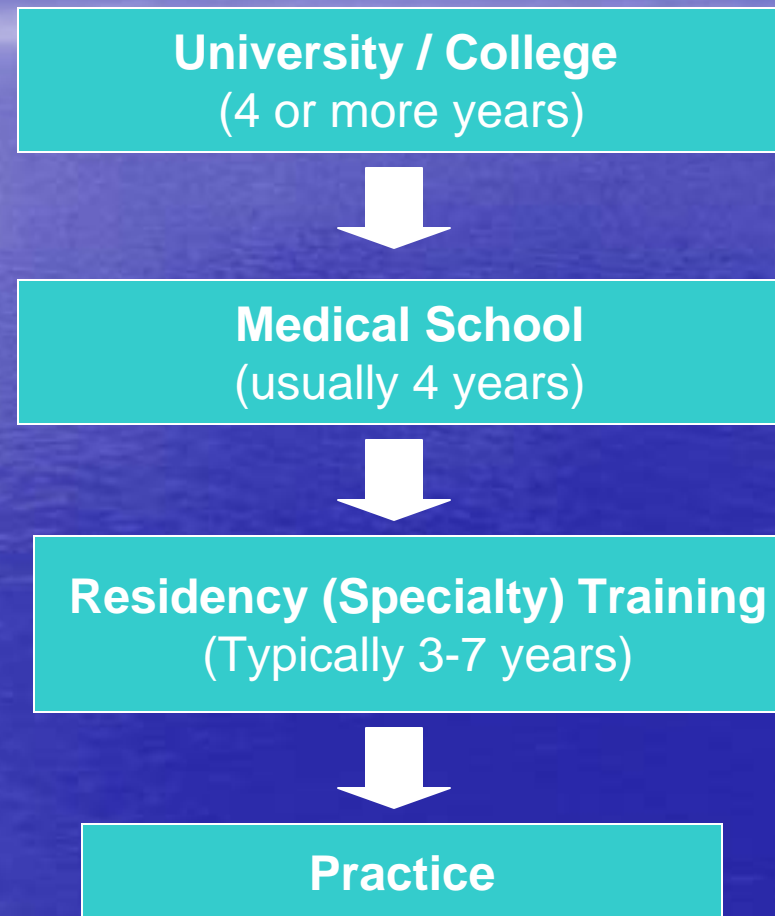 University / College
(4 or more years)
Medical School
(usually 4 years)
Residency (Specialty) Training
(Typically 3-7 years)
Practice